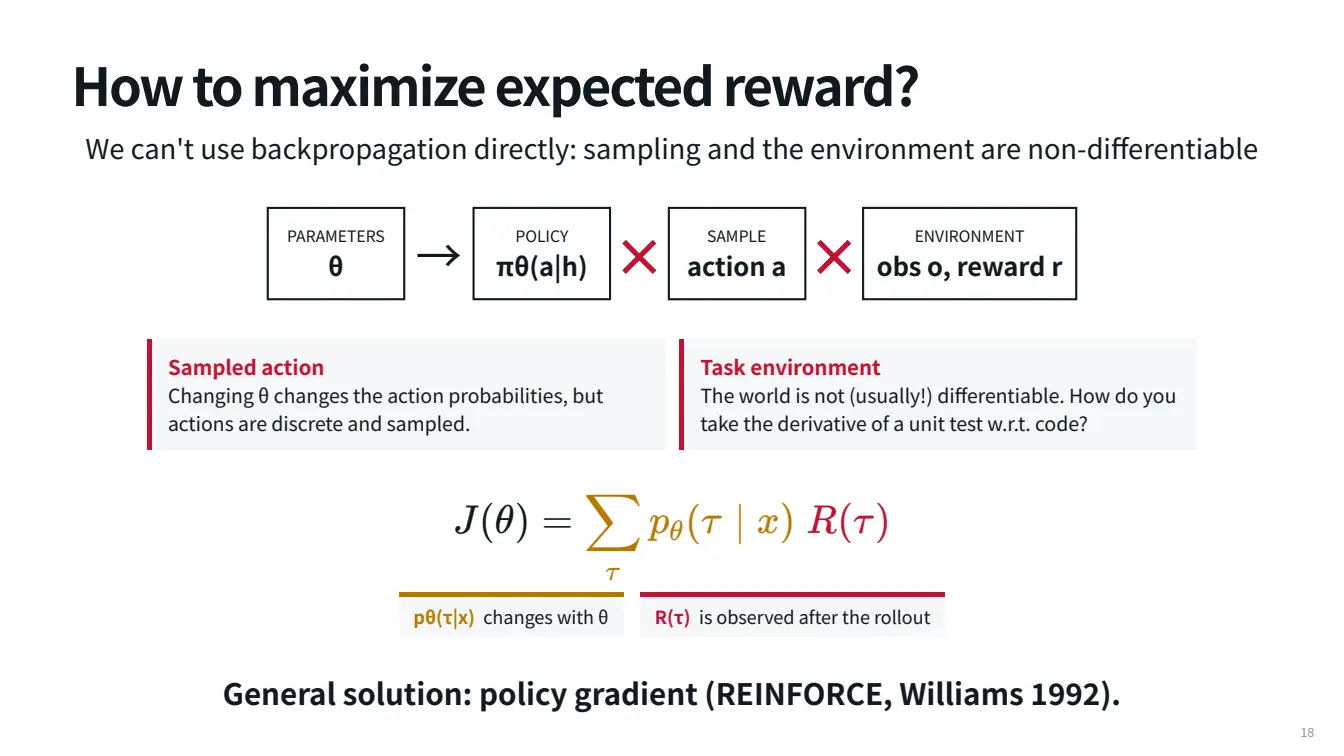 How to maximize expected reward?
We can't use backpropagation directly: sampling and the environment are non-differentiable
PARAMETERS
θ
→
POLICY
πθ(a|h)
SAMPLE
action a
ENVIRONMENT
obs o, reward r
Sampled action
Changing θ changes the action probabilities, but
actions are discrete and sampled.
Task environment
The world is not (usually!) differentiable. How do you
take the derivative of a unit test w.r.t. code?
J(θ) = ∑τ pθ(τ | x) R(τ)
pθ(τ|x) changes with θ
R(τ) is observed after the rollout
General solution: policy gradient (REINFORCE, Williams 1992).
18